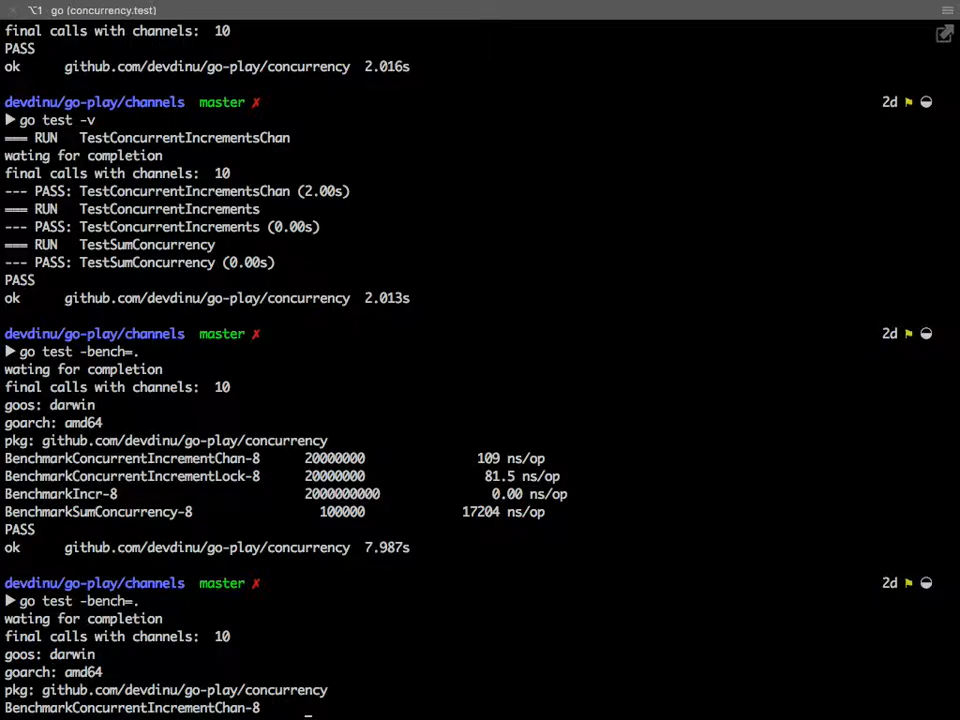 ⌥1 go (concurrency.test)
final calls with channels:  10
PASS
ok      github.com/devdinu/go-play/concurrency  2.016s
devdinu/go-play/channels  master ✗ 2d ⚑
▶ go test -v
=== RUN   TestConcurrentIncrementsChan
wating for completion
final calls with channels:  10
--- PASS: TestConcurrentIncrementsChan (2.00s)
=== RUN   TestConcurrentIncrements
--- PASS: TestConcurrentIncrements (0.00s)
=== RUN   TestSumConcurrency
--- PASS: TestSumConcurrency (0.00s)
PASS
ok      github.com/devdinu/go-play/concurrency  2.013s
devdinu/go-play/channels  master ✗ 2d ⚑
▶ go test -bench=.
wating for completion
final calls with channels:  10
goos: darwin
goarch: amd64
pkg: github.com/devdinu/go-play/concurrency
BenchmarkConcurrentIncrementChan-8      20000000               109 ns/op
BenchmarkConcurrentIncrementLock-8      20000000                81.5 ns/op
BenchmarkIncr-8                         2000000000               0.00 ns/op
BenchmarkSumConcurrency-8                 100000             17204 ns/op
PASS
ok      github.com/devdinu/go-play/concurrency  7.987s
devdinu/go-play/channels  master ✗ 2d ⚑
▶ go test -bench=.
wating for completion
final calls with channels:  10
goos: darwin
goarch: amd64
pkg: github.com/devdinu/go-play/concurrency
BenchmarkConcurrentIncrementChan-8